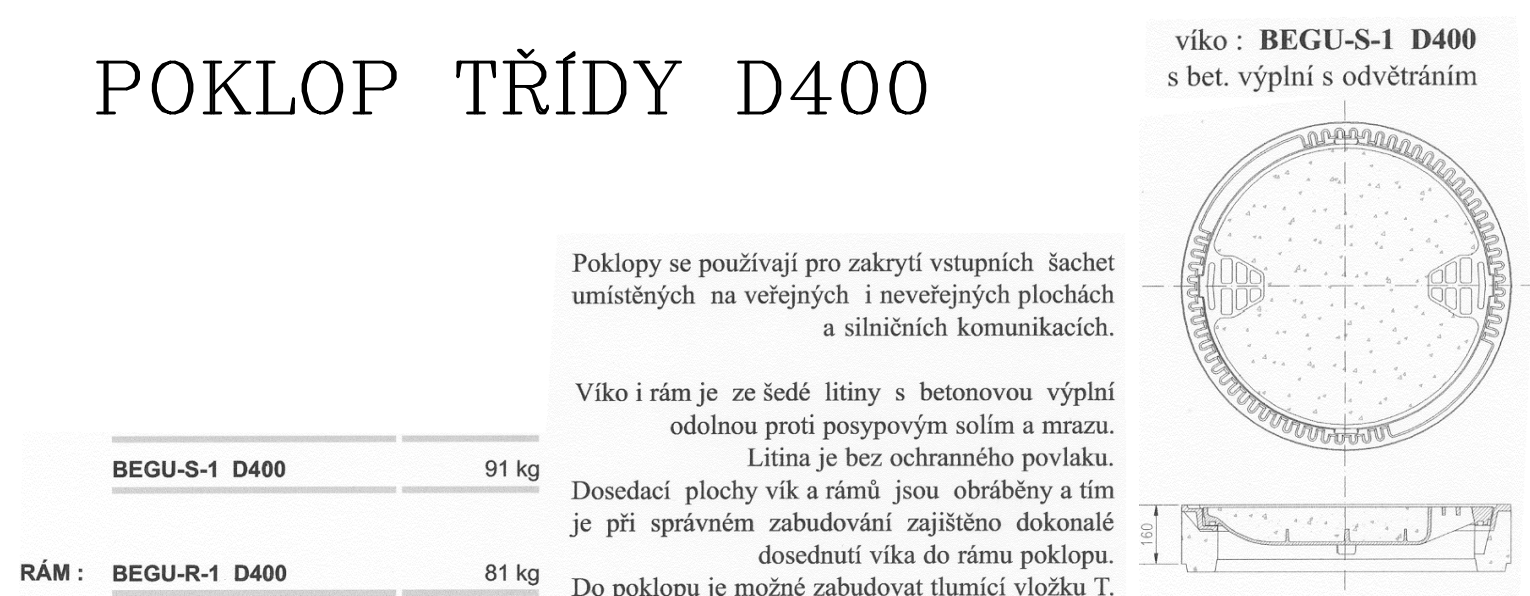 POKLOP TŘÍDY D400
víko : BEGU-S-1 D400
s bet. výplní s odvětráním
Poklopy se používají pro zakrytí vstupních šachet
umístěných na veřejných i neveřejných plochách
a silničních komunikacích.
Víko i rám je ze šedé litiny s betonovou výplní
odolnou proti posypovým solím a mrazu.
Litina je bez ochranného povlaku.
Dosedací plochy vík a rámů jsou obráběny a tím
je při správném zabudování zajištěno dokonalé
dosednutí víka do rámu poklopu.
Do poklopu je možné zabudovat tlumící vložku T.
BEGU-S-1 D400 91 kg
RÁM : BEGU-R-1 D400 81 kg
160